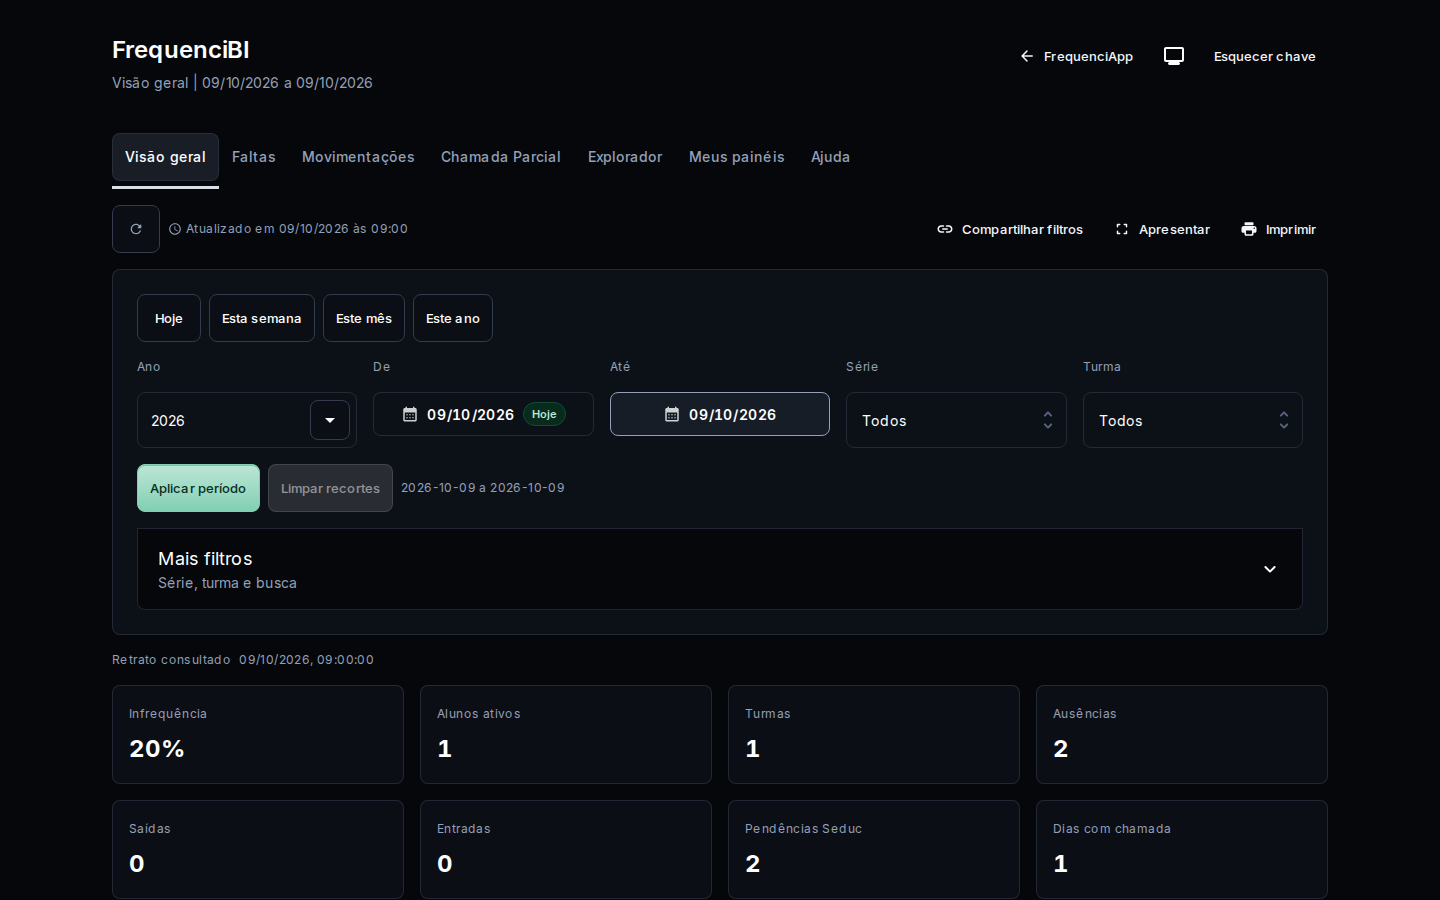 FrequenciBI
Visão geral | 09/10/2026 a 09/10/2026
FrequenciApp
Esquecer chave
Visão geral
Faltas
Movimentações
Chamada Parcial
Explorador
Meus painéis
Ajuda
Atualizado em 09/10/2026 às 09:00
Compartilhar filtros
Apresentar
Imprimir
Hoje
Esta semana
Este mês
Este ano
Ano
De
Até
Série
Turma
2026
09/10/2026 Hoje
09/10/2026
Todos
Todos
Aplicar período
Limpar recortes
2026-10-09 a 2026-10-09
Mais filtros
Série, turma e busca
Retrato consultado 09/10/2026, 09:00:00
Infrequência
20%
Alunos ativos
1
Turmas
1
Ausências
2
Saídas
0
Entradas
0
Pendências Seduc
2
Dias com chamada
1